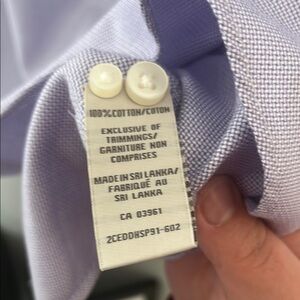 100%COTTON/COTON
EXCLUSIVE OF
TRIMMINGS/
GARNITURE NON
COMPRISES
MADE IN SRI LANKA/
FABRIQUÉ AU
SRI LANKA
CA 03961
2CEDDHSP91-602